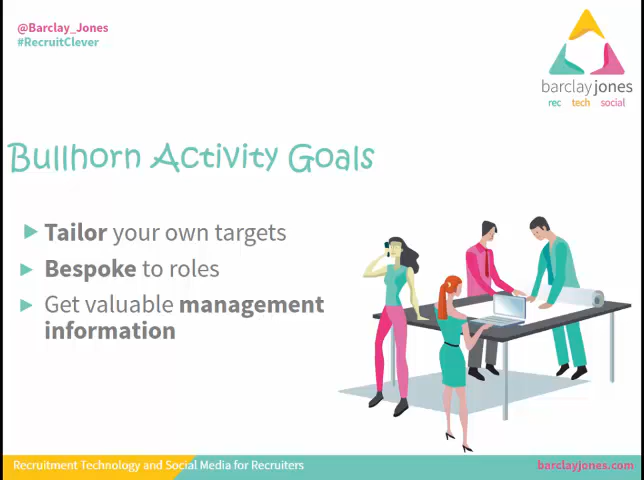 @Barclay_Jones
#RecruitClever
barclayjones
rec tech social
Bullhorn Activity Goals
Tailor your own targets
Bespoke to roles
Get valuable management
information
Recruitment Technology and Social Media for Recruiters
barclayjones.com